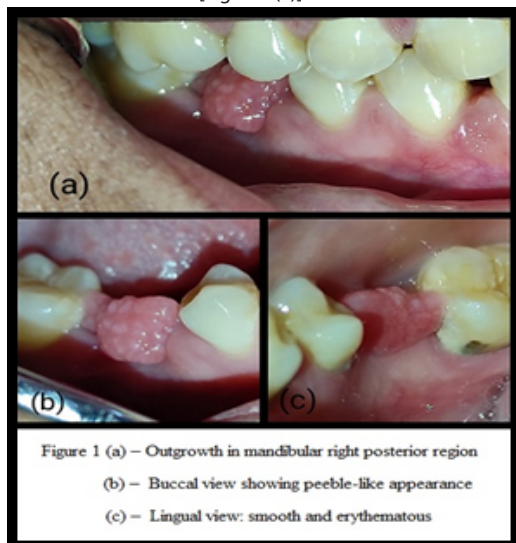 (a)
(b)
(c)
Figure 1 (a) – Outgrowth in mandibular right posterior region
(b) – Buccal view showing peeble-like appearance
(c) – Lingual view: smooth and erythematous